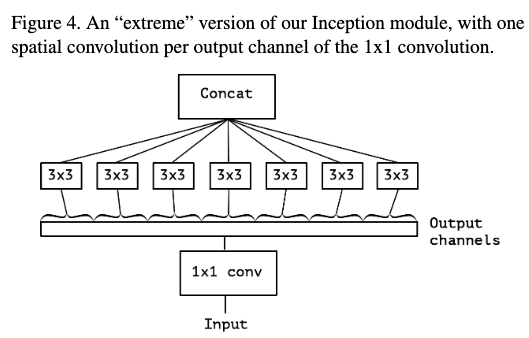 Figure 4. An “extreme” version of our Inception module, with one
spatial convolution per output channel of the 1x1 convolution.
Concat
3x3 3x3 3x3 3x3 3x3 3x3 3x3
Output
channels
1x1 conv
Input